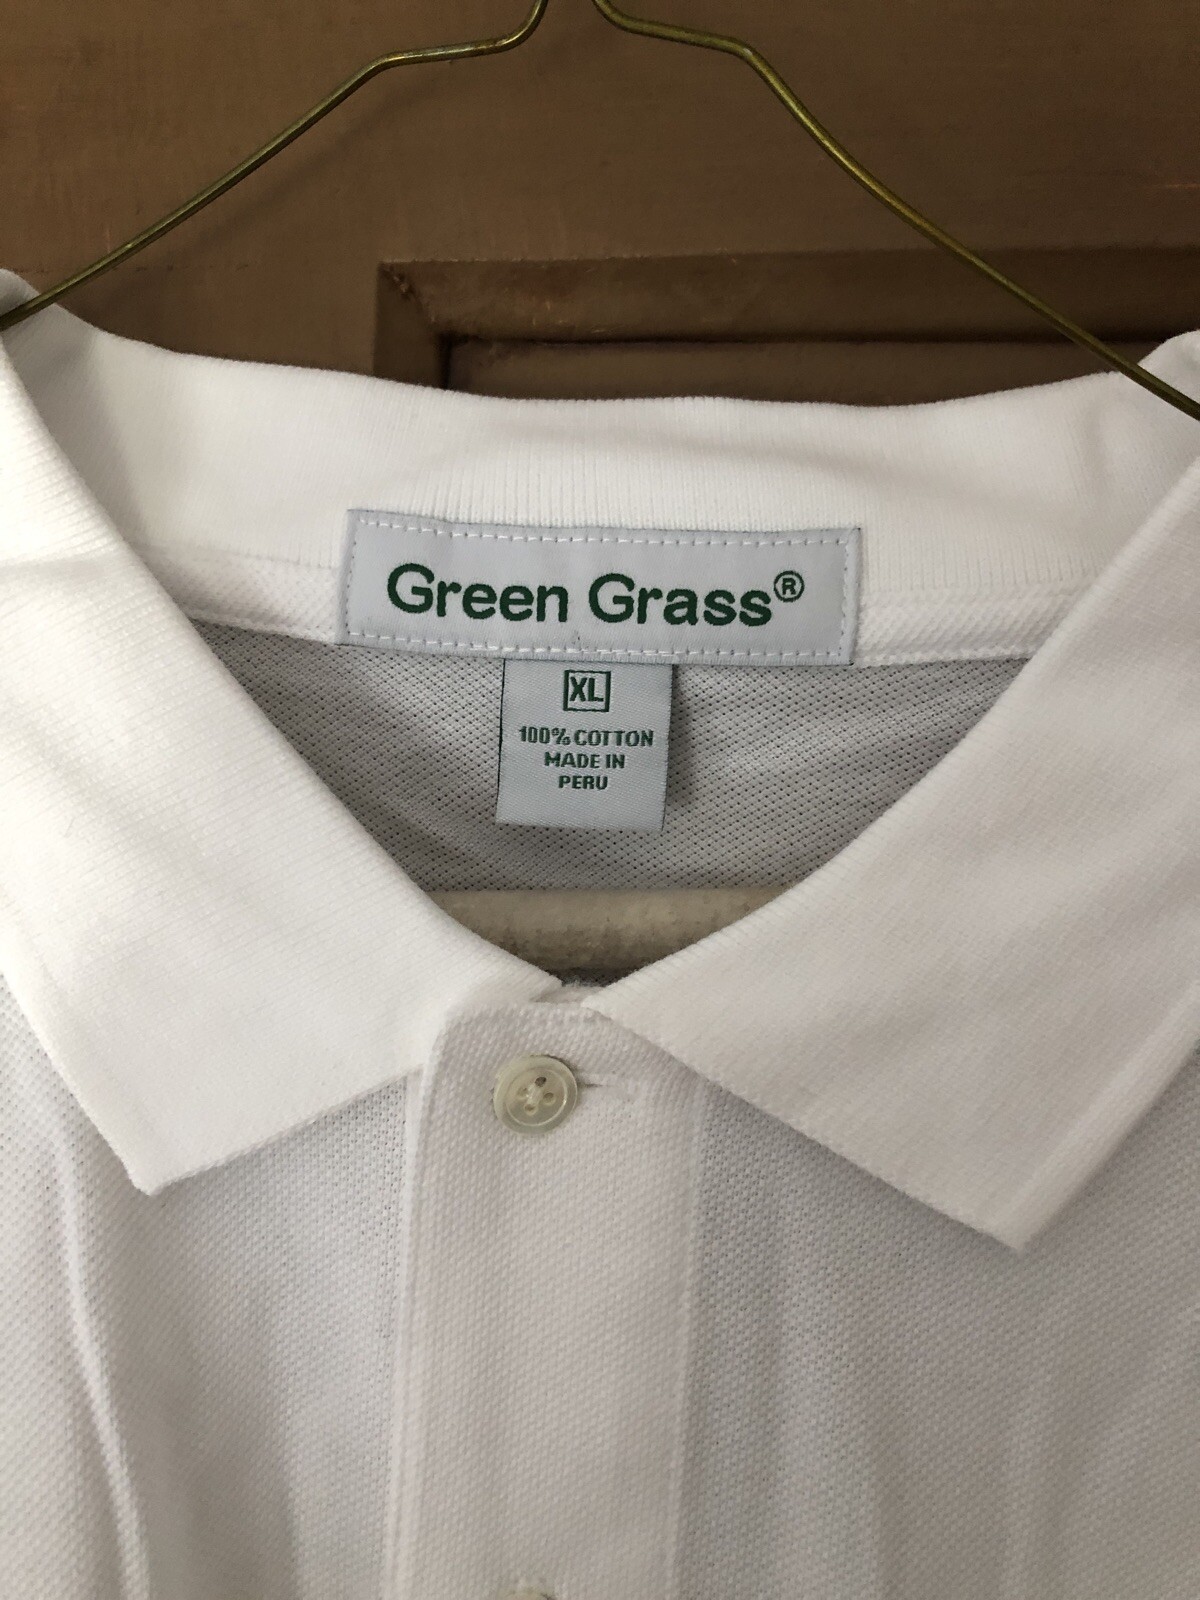 Green Grass®
XL
100% COTTON
MADE IN
PERU